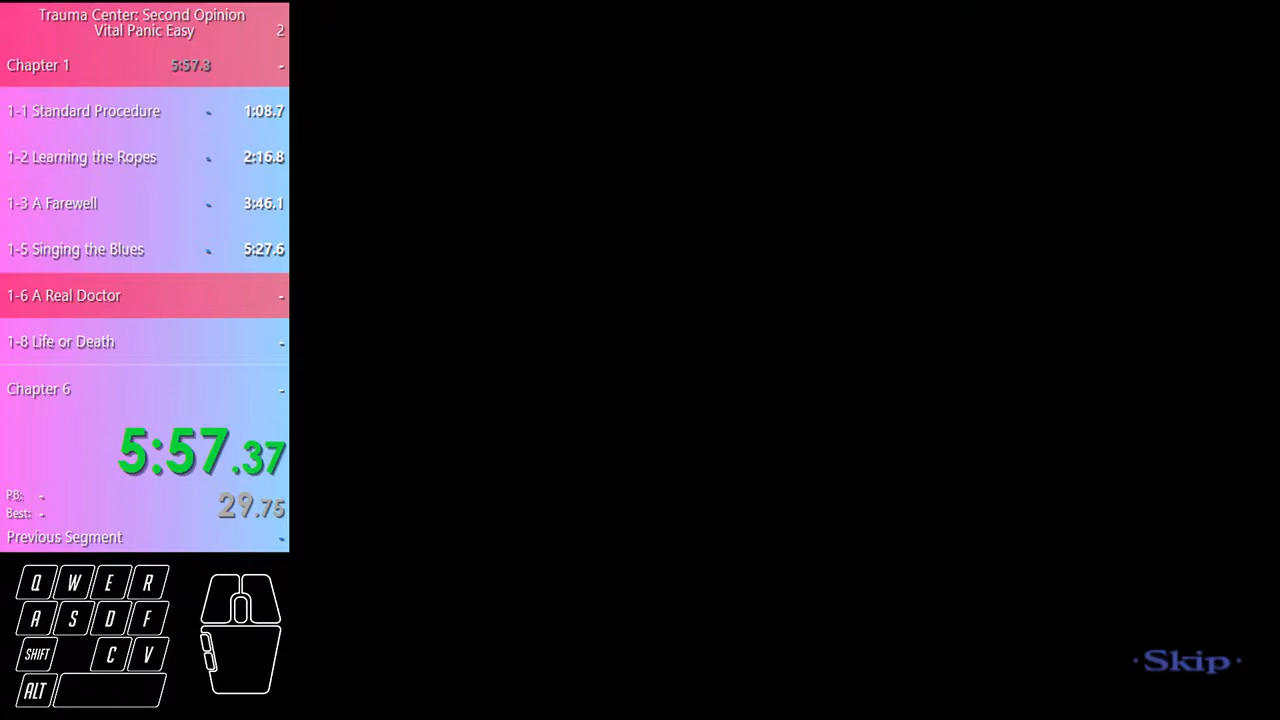 Trauma Center: Second Opinion
Vital Panic Easy 2
Chapter 1 5:57.3 -
1-1 Standard Procedure - 1:08.7
1-2 Learning the Ropes - 2:16.8
1-3 A Farewell - 3:46.1
1-5 Singing the Blues - 5:27.6
1-6 A Real Doctor -
1-8 Life or Death -
Chapter 6 -
5:57.37
PB: - 29.75
Best: -
Previous Segment -
Q W E R
A S D F
SHIFT C V
ALT
·Skip·